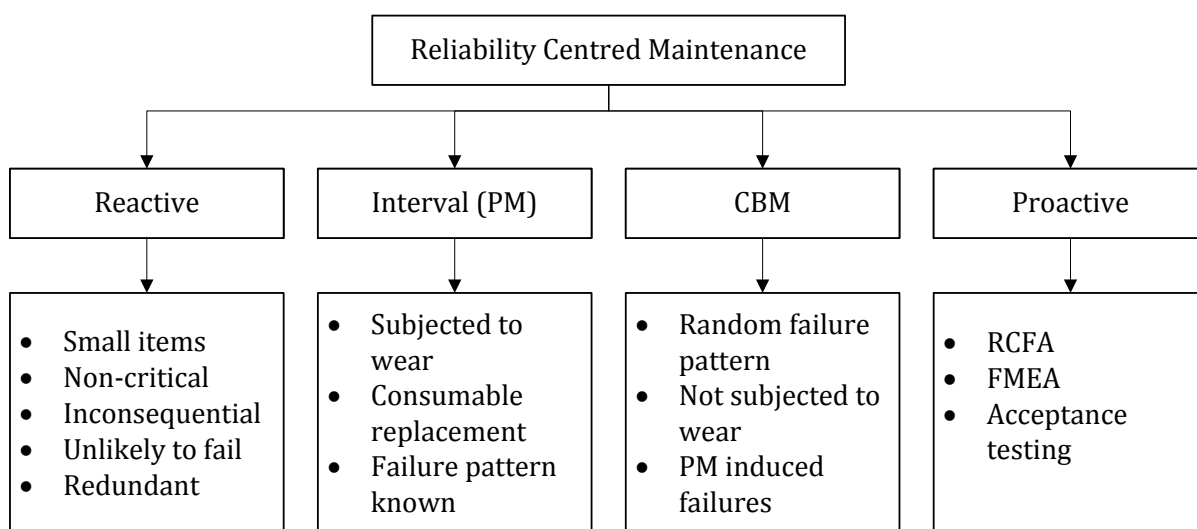 Reliability Centred Maintenance
Reactive
Interval (PM)
CBM
Proactive
• Small items
• Non-critical
• Inconsequential
• Unlikely to fail
• Redundant
• Subjected to
wear
• Consumable
replacement
• Failure pattern
known
• Random failure
pattern
• Not subjected to
wear
• PM induced
failures
• RCFA
• FMEA
• Acceptance
testing